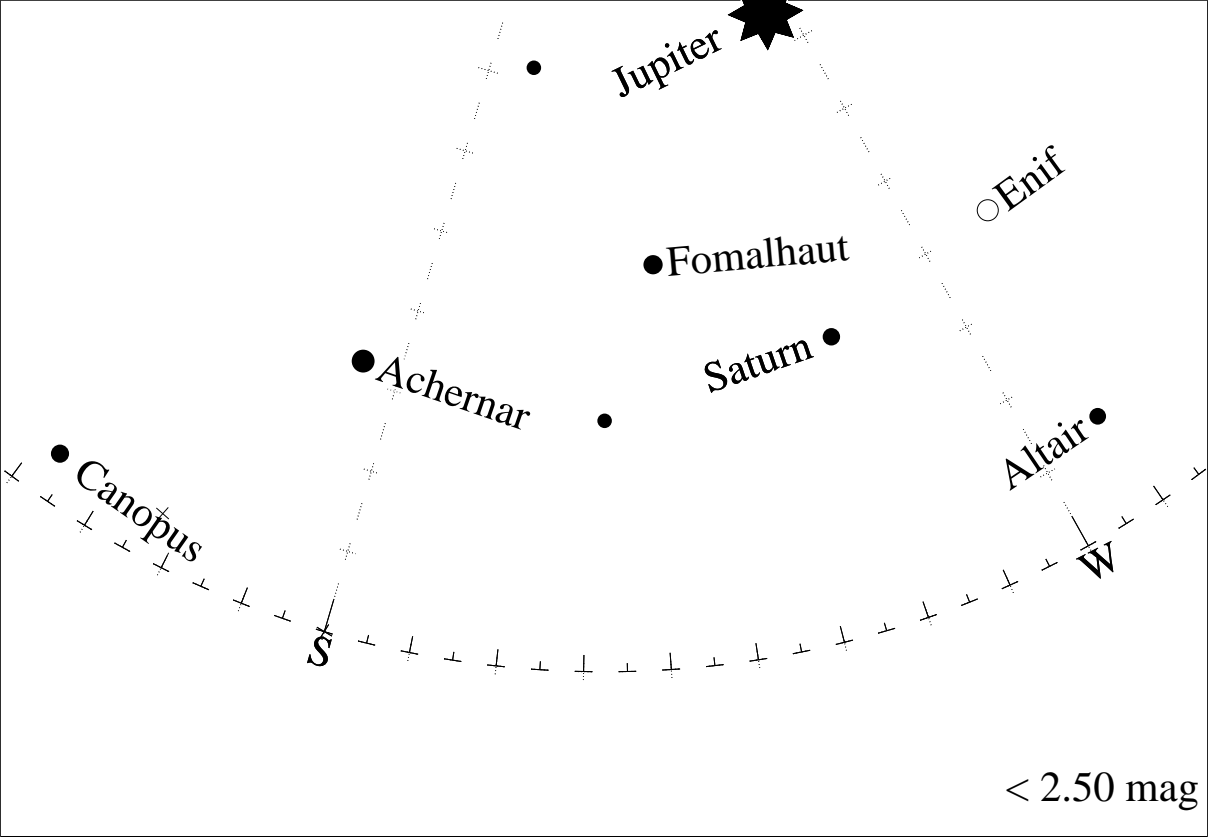 Jupiter
Enif
Fomalhaut
Saturn
Achernar
Altair
Canopus
W
S
< 2.50 mag